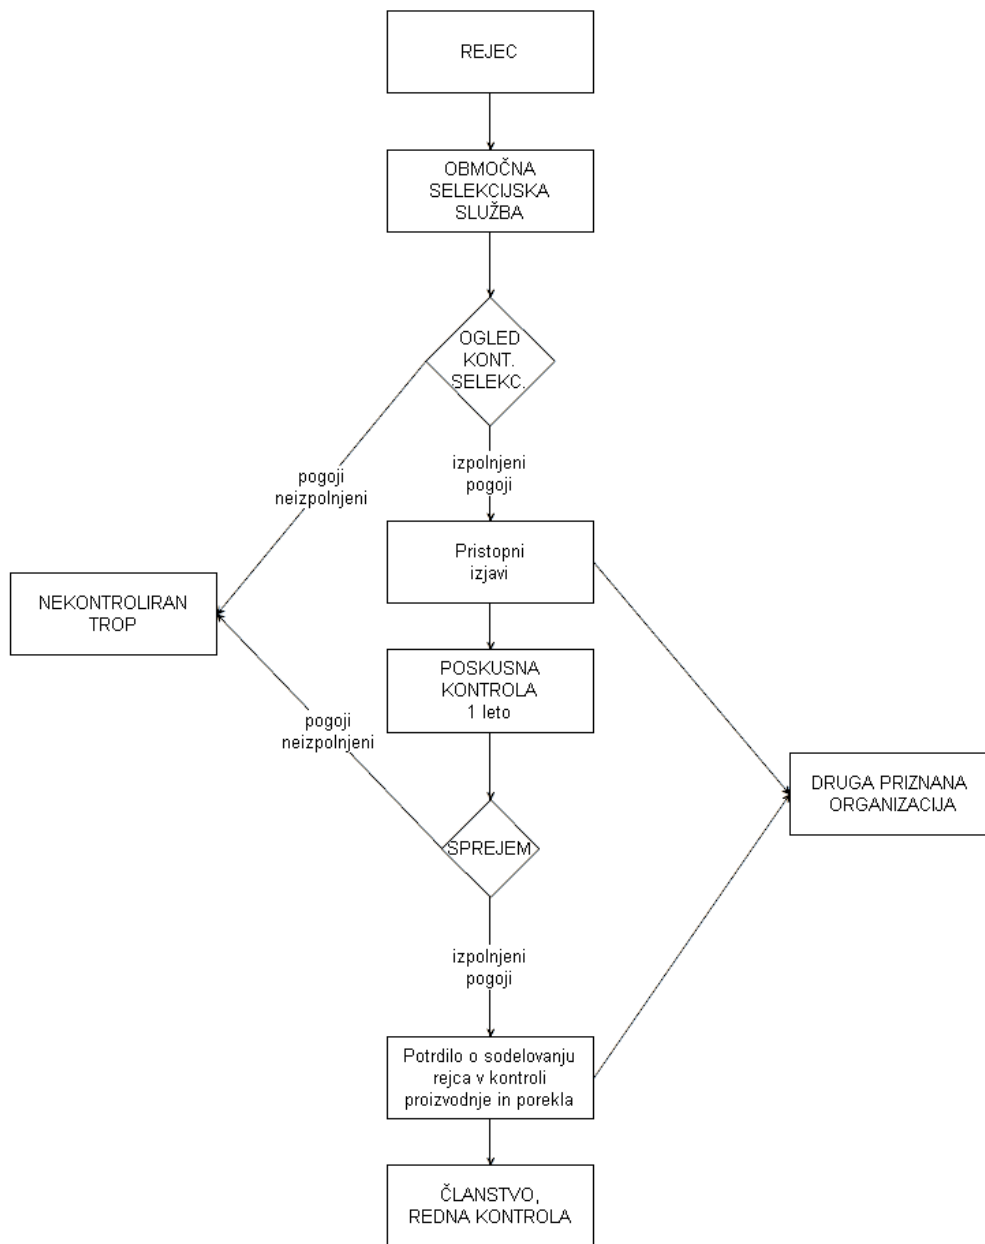 REJEC
OBMOČNA
SELEKCIJSKA
SLUŽBA
OGLED
KONT.
SELEKC.
pogoji
neizpolnjeni
izpolnjeni
pogoji
Pristopni
izjavi
NEKONTROLIRAN
TROP
POSKUSNA
KONTROLA
1 leto
pogoji
neizpolnjeni
DRUGA PRIZNANA
ORGANIZACIJA
SPREJEM
izpolnjeni
pogoji
Potrdilo o sodelovanju
rejca v kontroli
proizvodnje in porekla
ČLANSTVO,
REDNA KONTROLA